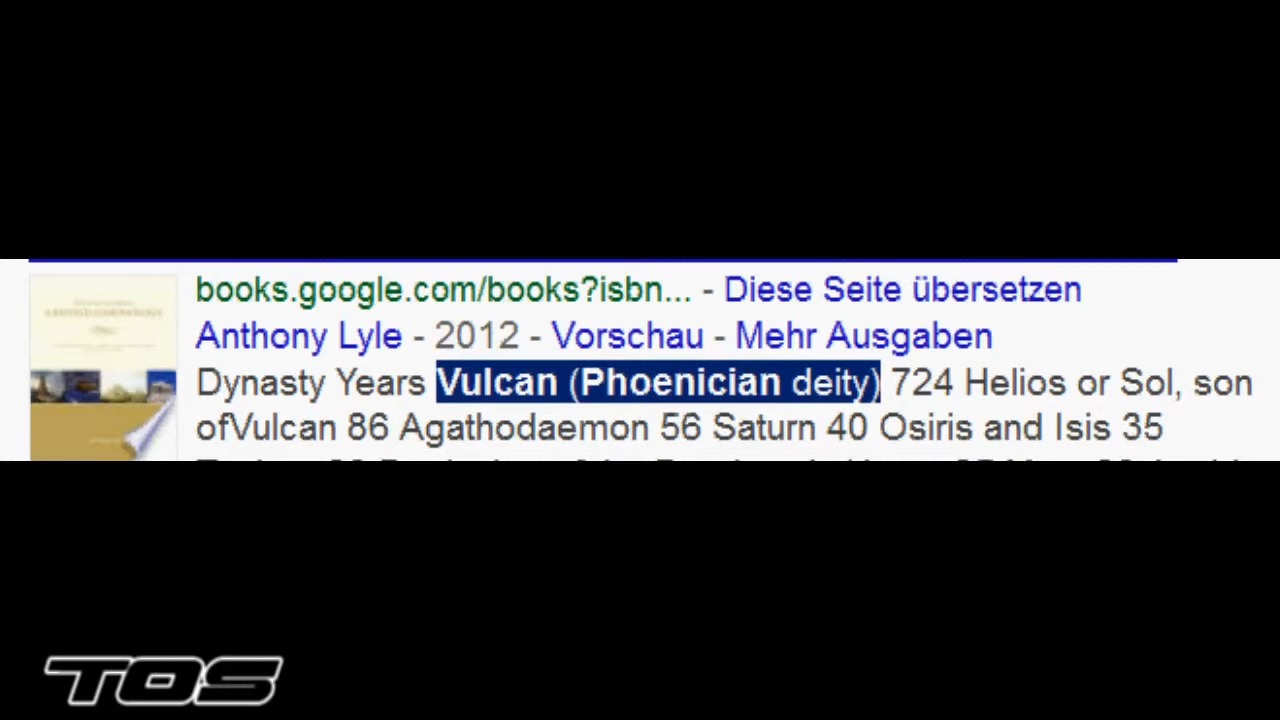 books.google.com/books?isbn... - Diese Seite übersetzen
Anthony Lyle - 2012 - Vorschau - Mehr Ausgaben
Dynasty Years Vulcan (Phoenician deity) 724 Helios or Sol, son
ofVulcan 86 Agathodaemon 56 Saturn 40 Osiris and Isis 35
TOS